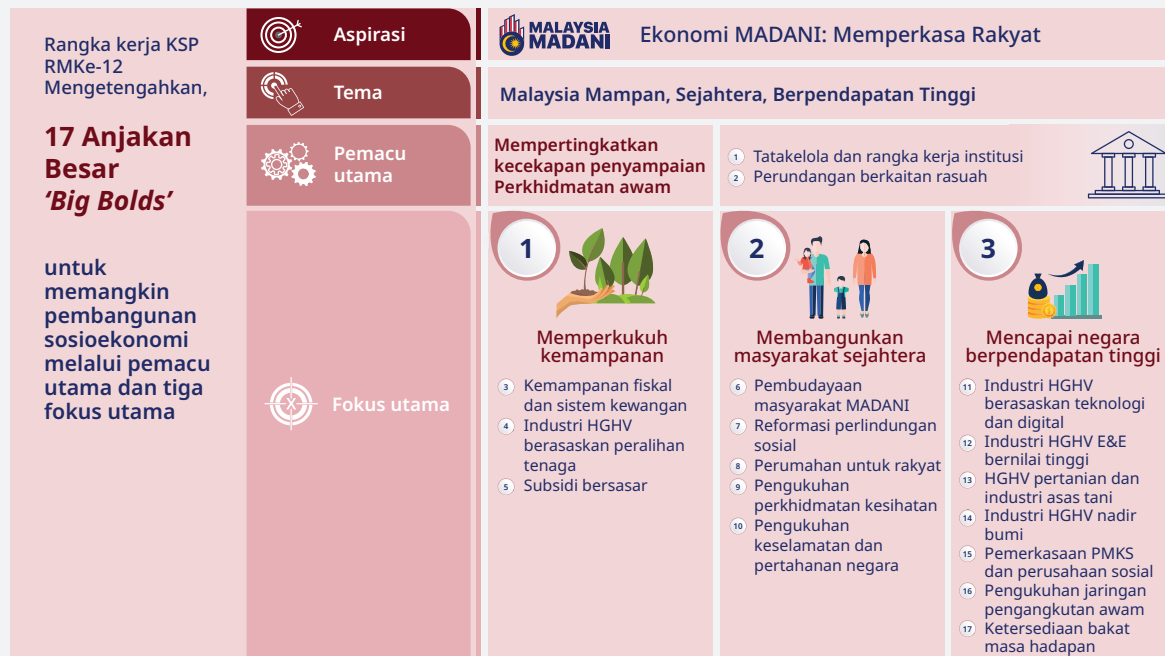 Rangka kerja KSP
RMKe-12
Mengetengahkan,
17 Anjakan
Besar
‘Big Bolds’
untuk
memangkin
pembangunan
sosioekonomi
melalui pemacu
utama dan tiga
fokus utama
Aspirasi
MALAYSIA
MADANI
Ekonomi MADANI: Memperkasa Rakyat
Tema
Malaysia Mampan, Sejahtera, Berpendapatan Tinggi
Pemacu
utama
Mempertingkatkan
kecekapan penyampaian
Perkhidmatan awam
1 Tatakelola dan rangka kerja institusi
2 Perundangan berkaitan rasuah
Fokus utama
1
Memperkukuh
kemampanan
3 Kemampanan fiskal
dan sistem kewangan
4 Industri HGHV
berasaskan peralihan
tenaga
5 Subsidi bersasar
2
Membangunkan
masyarakat sejahtera
6 Pembudayaan
masyarakat MADANI
7 Reformasi perlindungan
sosial
8 Perumahan untuk rakyat
9 Pengukuhan
perkhidmatan kesihatan
10 Pengukuhan
keselamatan dan
pertahanan negara
3
Mencapai negara
berpendapatan tinggi
11 Industri HGHV
berasaskan teknologi
dan digital
12 Industri HGHV E&E
bernilai tinggi
13 HGHV pertanian dan
industri asas tani
14 Industri HGHV nadir
bumi
15 Pemerkasaan PMKS
dan perusahaan sosial
16 Pengukuhan jaringan
pengangkutan awam
17 Ketersediaan bakat
masa hadapan